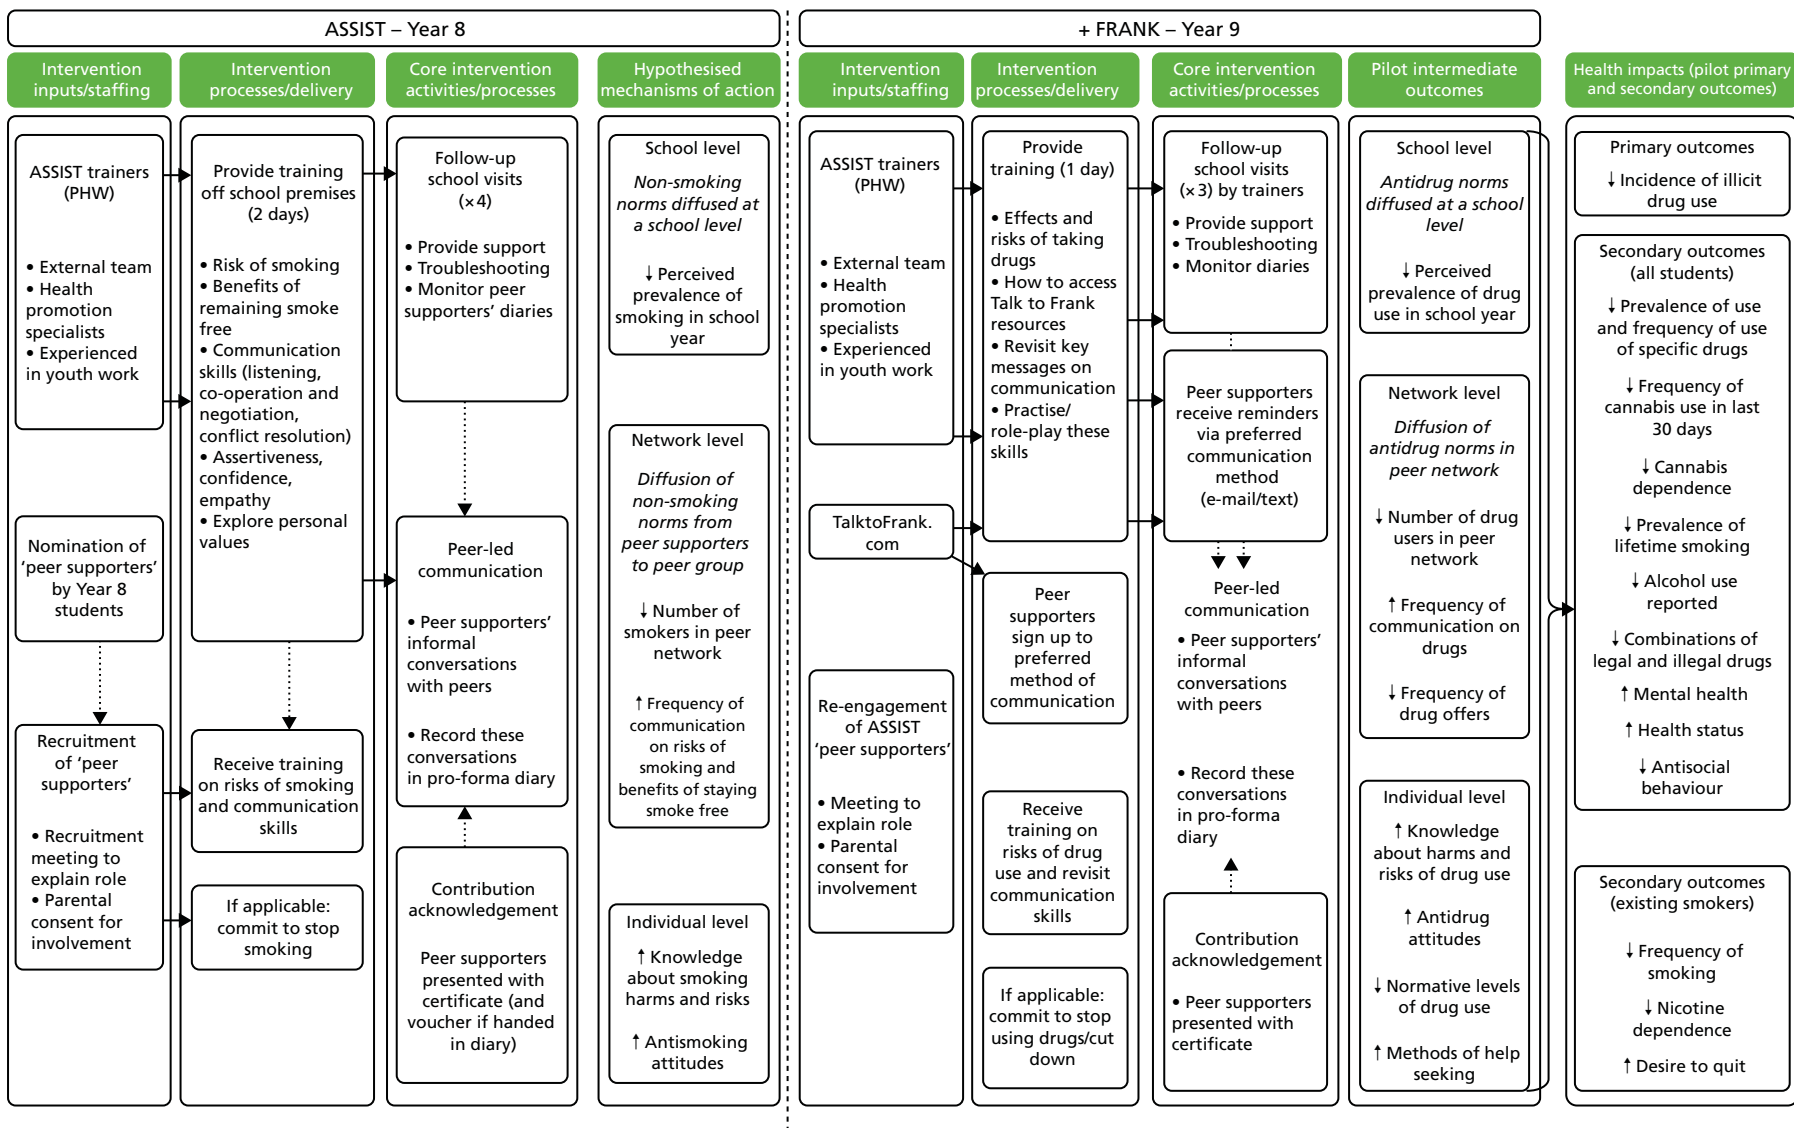 ASSIST – Year 8
Intervention
inputs/staffing
Intervention
processes/delivery
Core intervention
activities/processes
Hypothesised
mechanisms of action
ASSIST trainers
(PHW)
• External team
• Health
promotion
specialists
• Experienced
in youth work
Nomination of
‘peer supporters’
by Year 8
students
Recruitment
of ‘peer
supporters’
• Recruitment
meeting to
explain role
• Parental
consent for
involvement
Provide training
off school premises
(2 days)
• Risk of smoking
• Benefits of
remaining smoke
free
• Communication
skills (listening,
co-operation and
negotiation,
conflict resolution)
• Assertiveness,
confidence,
empathy
• Explore personal
values
Receive training
on risks of smoking
and communication
skills
If applicable:
commit to stop
smoking
Follow-up
school visits
(×4)
• Provide support
• Troubleshooting
• Monitor peer
supporters’ diaries
Peer-led
communication
• Peer supporters’
informal
conversations
with peers
• Record these
conversations
in pro-forma diary
Contribution
acknowledgement
Peer supporters
presented with
certificate (and
voucher if handed
in diary)
School level
Non-smoking
norms diffused at
a school level
↓ Perceived
prevalence of
smoking in school
year
Network level
Diffusion of
non-smoking
norms from
peer supporters
to peer group
↓ Number of
smokers in peer
network
↑ Frequency of
communication
on risks of
smoking and
benefits of staying
smoke free
Individual level
↑ Knowledge
about smoking
harms and risks
↑ Antismoking
attitudes
+ FRANK – Year 9
Intervention
inputs/staffing
Intervention
processes/delivery
Core intervention
activities/processes
Pilot intermediate
outcomes
Health impacts (pilot primary
and secondary outcomes)
ASSIST trainers
(PHW)
• External team
• Health
promotion
specialists
• Experienced
in youth work
TalktoFrank.
com
Re-engagement
of ASSIST
‘peer supporters’
• Meeting to
explain role
• Parental
consent for
involvement
Provide
training (1 day)
• Effects and
risks of taking
drugs
• How to access
Talk to Frank
resources
• Revisit key
messages on
communication
• Practise/
role-play these
skills
Peer
supporters
sign up to
preferred
method of
communication
Receive
training on
risks of drug
use and revisit
communication
skills
If applicable:
commit to stop
using drugs/cut
down
Follow-up
school visits
(×3) by trainers
• Provide support
• Troubleshooting
• Monitor diaries
Peer supporters
receive reminders
via preferred
communication
method
(e-mail/text)
Peer-led
communication
• Peer supporters’
informal
conversations
with peers
• Record these
conversations
in pro-forma
diary
Contribution
acknowledgement
• Peer supporters
presented with
certificate
School level
Antidrug norms
diffused at a school
level
↓ Perceived
prevalence of drug
use in school year
Network level
Diffusion of
antidrug norms in
peer network
↓ Number of drug
users in peer
network
↑ Frequency of
communication on
drugs
↓ Frequency of
drug offers
Individual level
↑ Knowledge
about harms and
risks of drug use
↑ Antidrug
attitudes
↓ Normative levels
of drug use
↑ Methods of help
seeking
Primary outcomes
↓ Incidence of illicit
drug use
Secondary outcomes
(all students)
↓ Prevalence of use
and frequency of use
of specific drugs
↓ Frequency of
cannabis use in last
30 days
↓ Cannabis
dependence
↓ Prevalence of
lifetime smoking
↓ Alcohol use
reported
↓ Combinations of
legal and illegal drugs
↑ Mental health
↑ Health status
↓ Antisocial
behaviour
Secondary outcomes
(existing smokers)
↓ Frequency of
smoking
↓ Nicotine
dependence
↑ Desire to quit